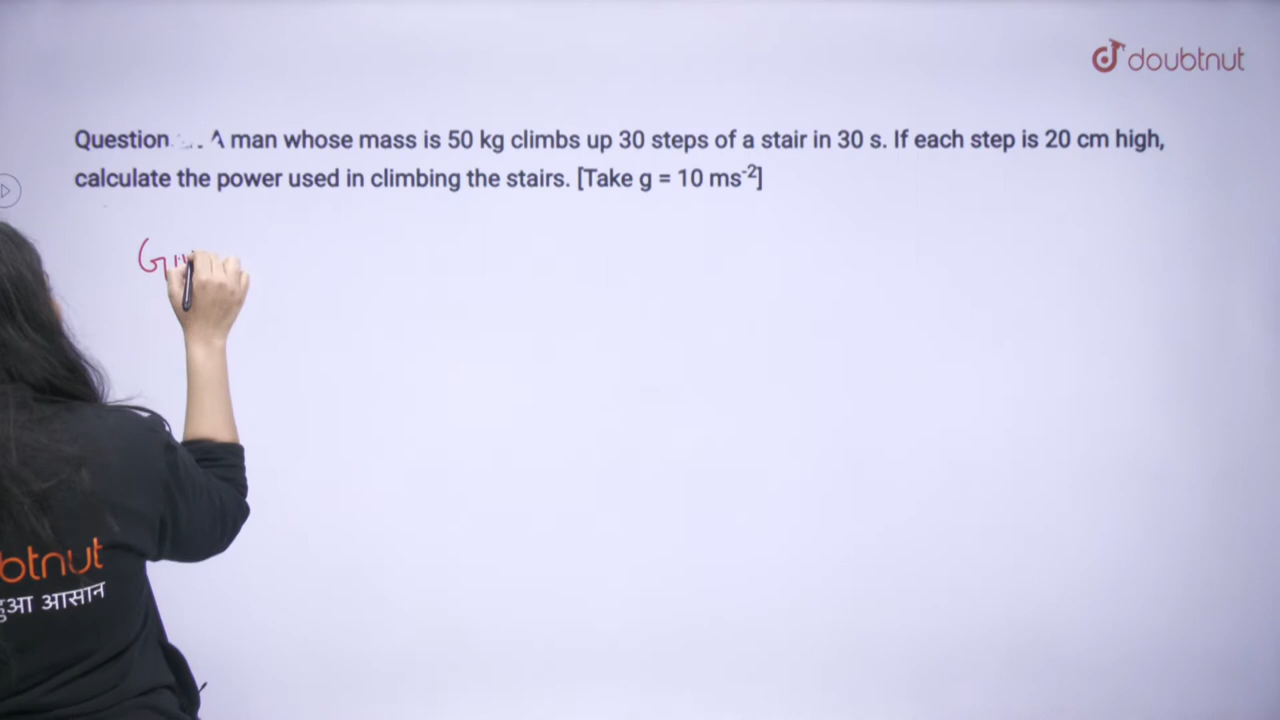 doubtnut
Question A man whose mass is 50 kg climbs up 30 steps of a stair in 30 s. If each step is 20 cm high,
calculate the power used in climbing the stairs. [Take g = 10 ms⁻²]
btnut
हुआ आसान